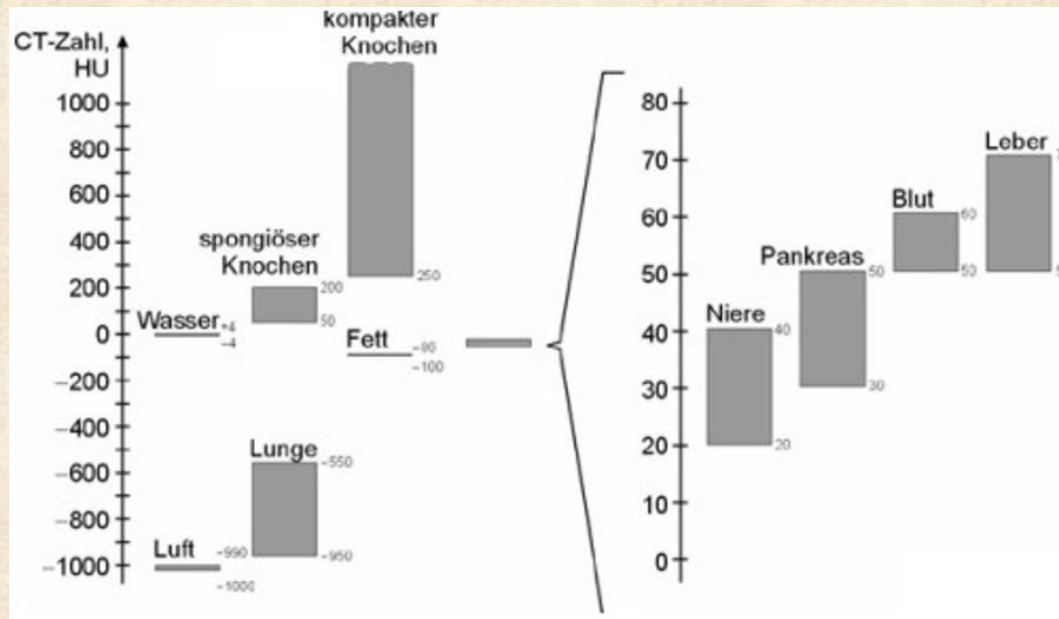 kompakter
Knochen
CT-Zahl,
HU
1000
800
600
400
200
0
−200
−400
−600
−800
−1000
spongiöser
Knochen
200
50
250
Wasser
+4
−4
Fett
−80
−100
Lunge
−550
−950
Luft
−990
−1000
80
70
60
50
40
30
20
10
0
Leber
Blut
60
50
Pankreas
50
30
Niere
40
20